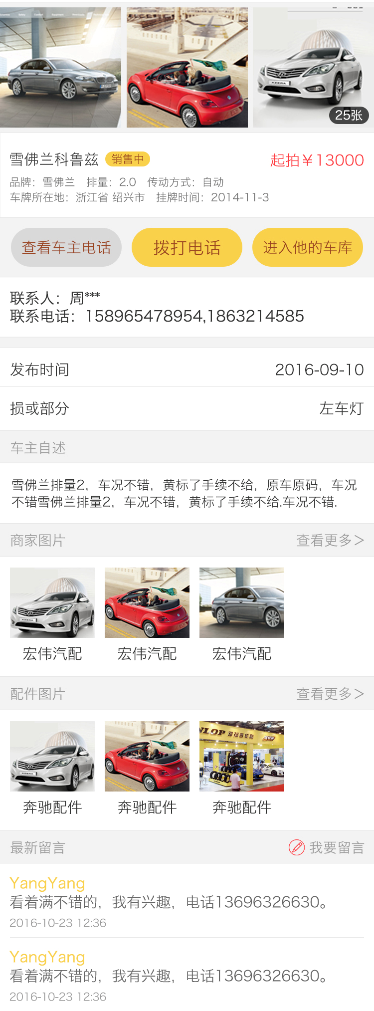 25张
雪佛兰科鲁兹 销售中 起拍￥13000
品牌：雪佛兰 排量：2.0 传动方式：自动
车牌所在地：浙江省 绍兴市 挂牌时间：2014-11-3
查看车主电话 拨打电话 进入他的车库
联系人：周***
联系电话：158965478954,1863214585
发布时间 2016-09-10
损或部分 左车灯
车主自述
雪佛兰排量2，车况不错，黄标了手续不给，原车原码，车况
不错雪佛兰排量2，车况不错，黄标了手续不给.车况不错.
商家图片 查看更多>
宏伟汽配 宏伟汽配 宏伟汽配
配件图片 查看更多>
奔驰配件 奔驰配件 奔驰配件
最新留言 我要留言
YangYang
看着满不错的，我有兴趣，电话13696326630。
2016-10-23 12:36
YangYang
看着满不错的，我有兴趣，电话13696326630。
2016-10-23 12:36